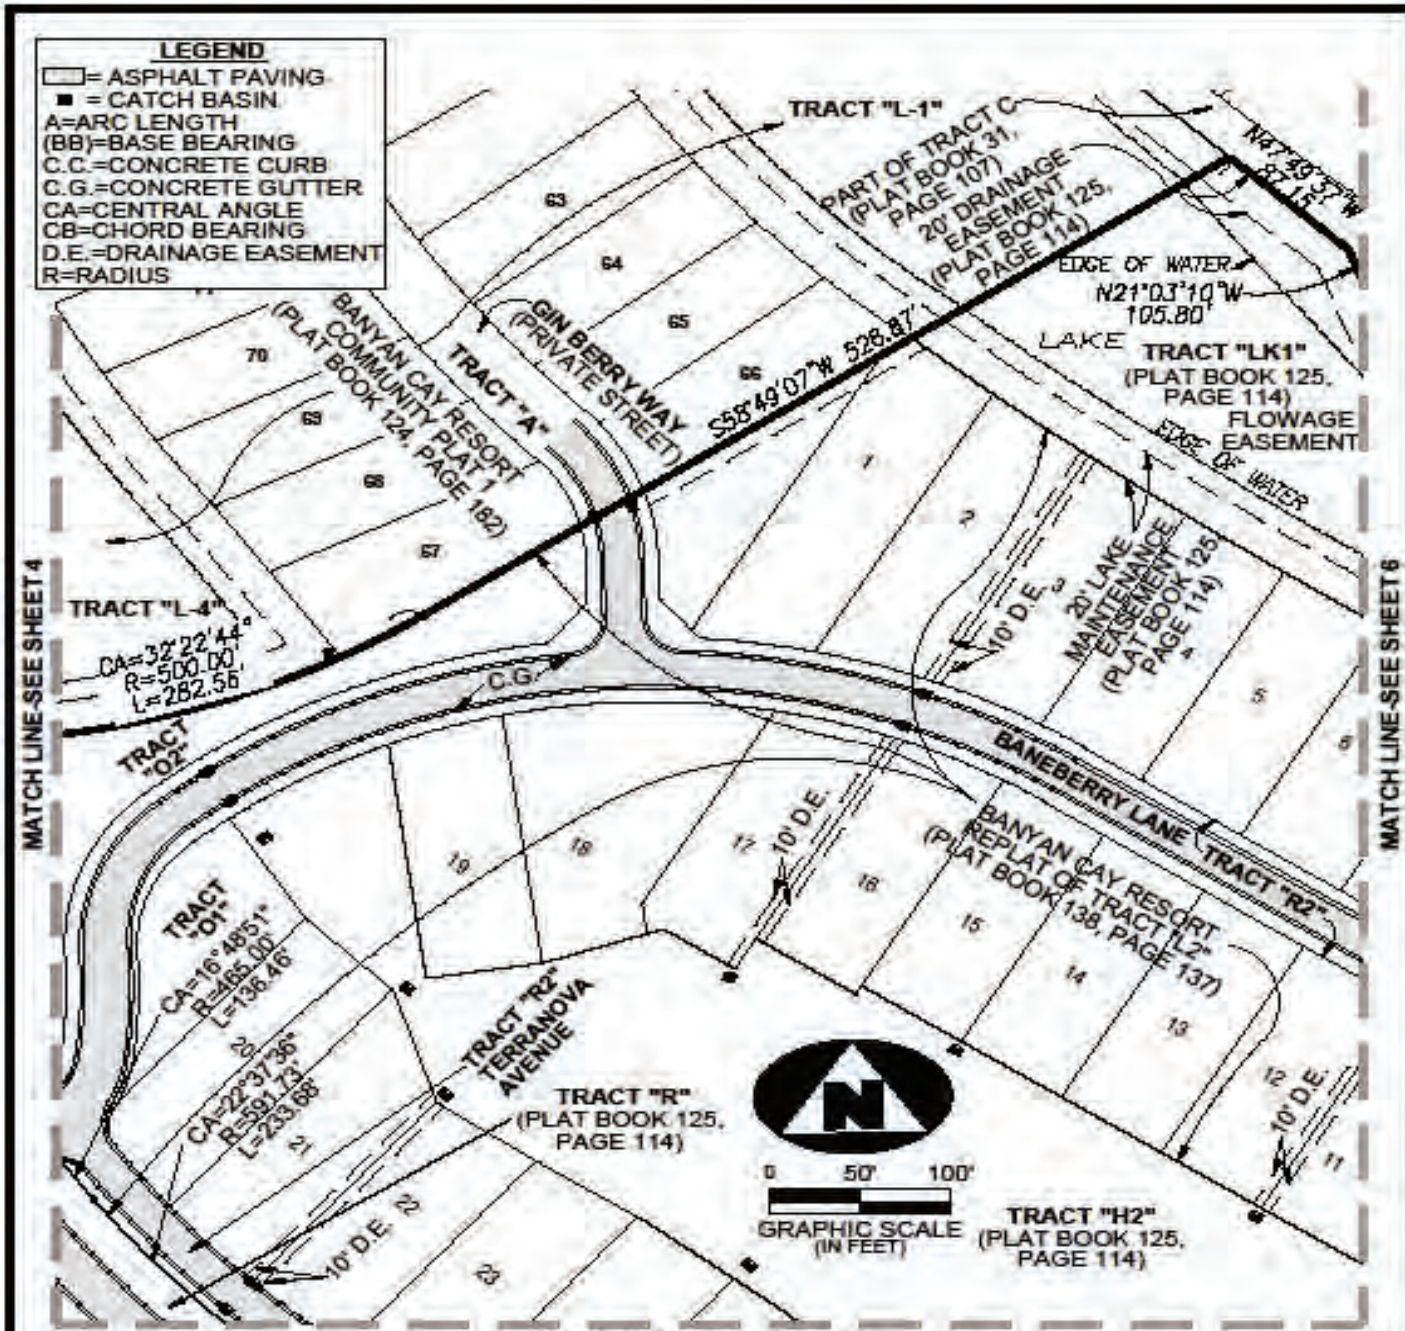 LEGEND
= ASPHALT PAVING
= CATCH BASIN
A=ARC LENGTH
(BB)=BASE BEARING
C.C.=CONCRETE CURB
C.G.=CONCRETE GUTTER
CA=CENTRAL ANGLE
CB=CHORD BEARING
D.E.=DRAINAGE EASEMENT
R=RADIUS
TRACT "L-1"
PART OF TRACT C
(PLAT BOOK 31,
PAGE 107)
20' DRAINAGE
EASEMENT
(PLAT BOOK 125,
PAGE 114)
N47°49'37"W
87.15'
EDGE OF WATER
N21°03'10"W
105.80'
LAKE
TRACT "LK1"
(PLAT BOOK 125,
PAGE 114)
FLOWAGE
EASEMENT
EDGE OF WATER
63
64
65
66
S58°49'07"W 528.87'
GIN BERRY WAY
(PRIVATE STREET)
TRACT "A"
BANYAN CAY RESORT
COMMUNITY PLAT 1
(PLAT BOOK 124, PAGE 182)
70
69
68
67
TRACT "L-4"
CA=32°22'44"
R=500.00'
L=282.56'
TRACT
"O2"
C.G.
1
2
3
10' D.E.
20' LAKE
MAINTENANCE
EASEMENT
(PLAT BOOK 125
PAGE 114)
4
5
6
BANEBERRY LANE
TRACT "R2"
BANYAN CAY RESORT
REPLAT OF TRACT "L2"
(PLAT BOOK 138, PAGE 137)
MATCH LINE-SEE SHEET 4
MATCH LINE-SEE SHEET 6
19
18
17
10' D.E.
16
15
14
13
12
10' D.E.
11
TRACT
"O1"
CA=16°48'51"
R=465.00'
L=136.46'
20
CA=22°37'36"
R=591.73'
L=233.68'
21
TRACT "R2"
TERRANOVA
AVENUE
TRACT "R"
(PLAT BOOK 125,
PAGE 114)
22
10' D.E.
23
N
0 50' 100'
GRAPHIC SCALE
(IN FEET)
TRACT "H2"
(PLAT BOOK 125,
PAGE 114)